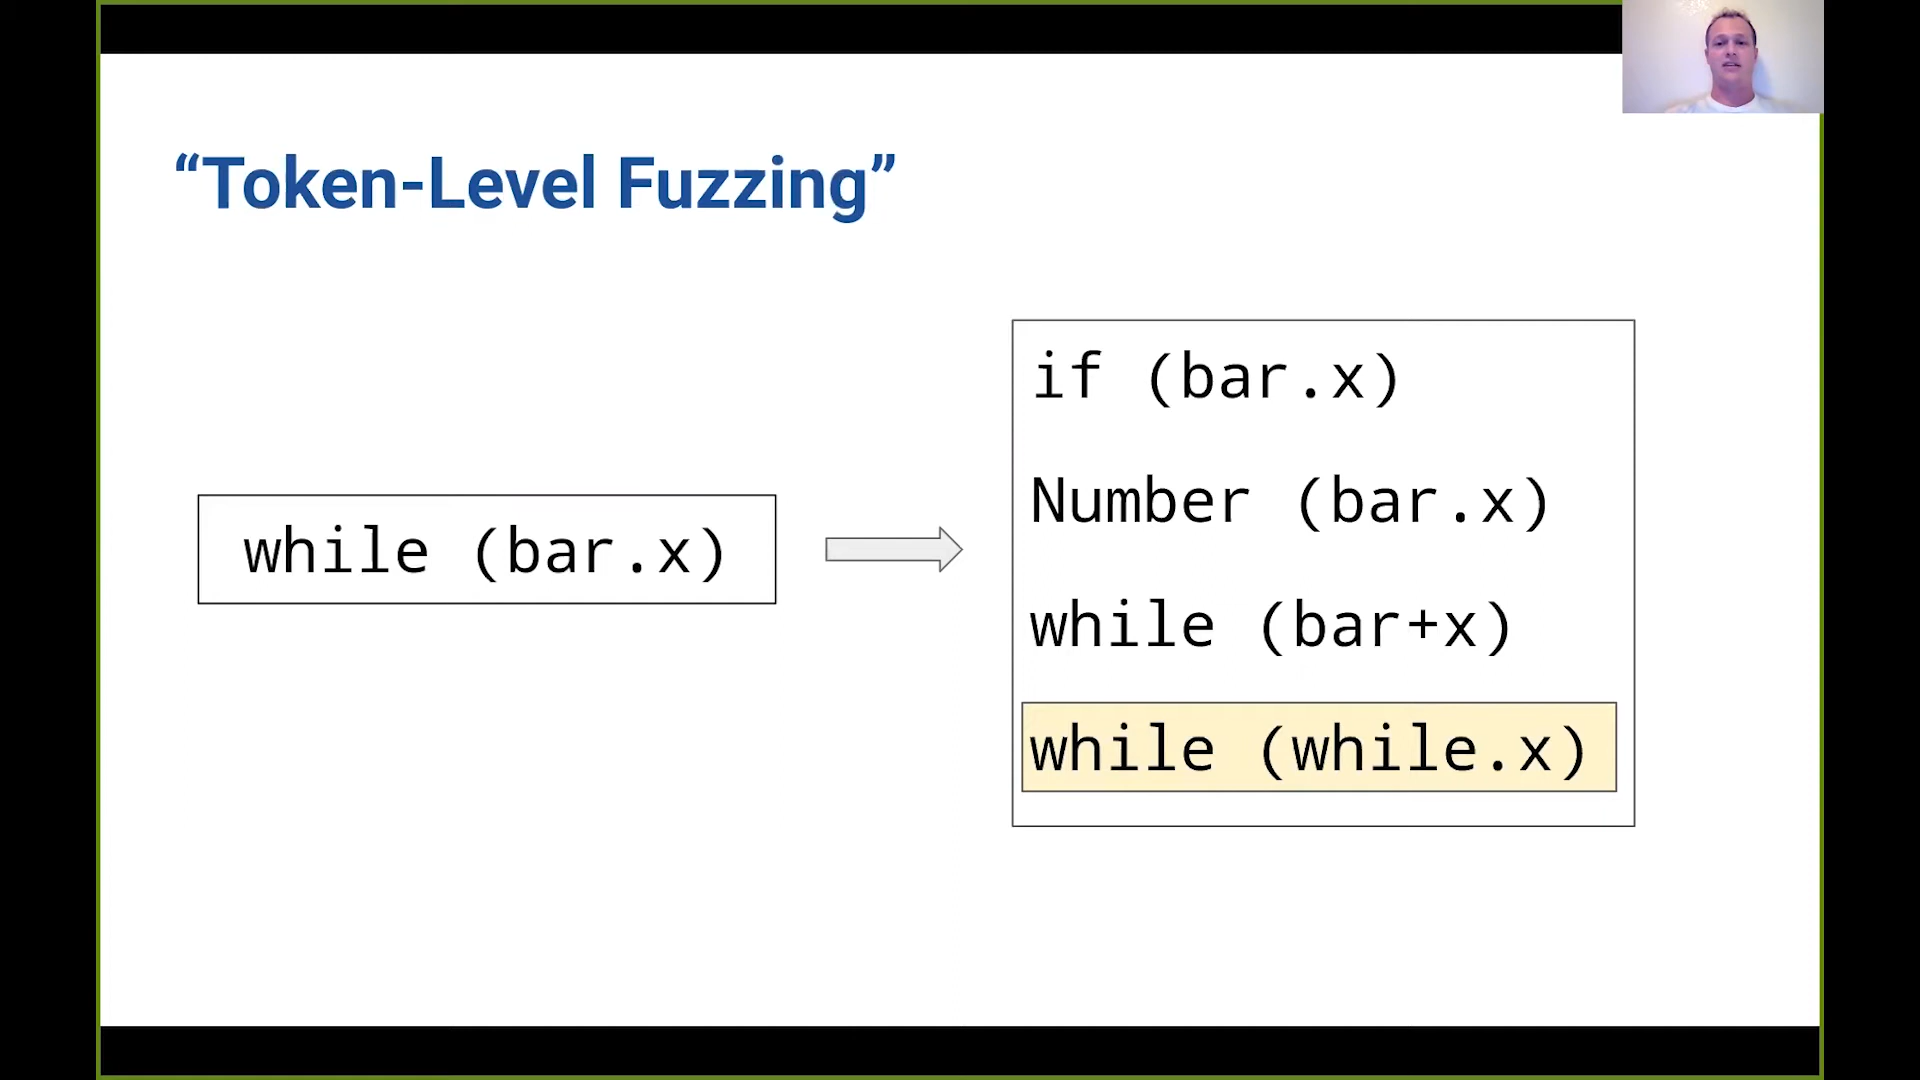 “Token-Level Fuzzing”
while (bar.x)
if (bar.x)
Number (bar.x)
while (bar+x)
while (while.x)